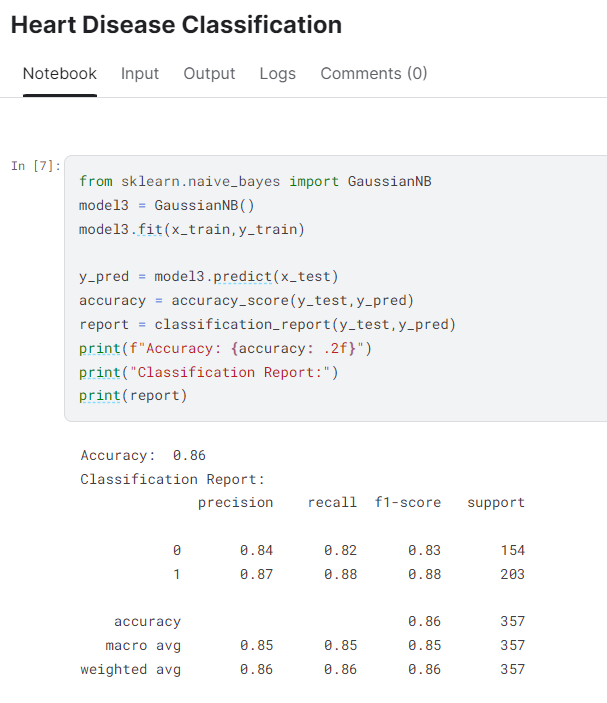 Heart Disease Classification
Notebook Input Output Logs Comments (0)
In [7]:
from sklearn.naive_bayes import GaussianNB
model3 = GaussianNB()
model3.fit(x_train,y_train)
y_pred = model3.predict(x_test)
accuracy = accuracy_score(y_test,y_pred)
report = classification_report(y_test,y_pred)
print(f"Accuracy: {accuracy: .2f}")
print("Classification Report:")
print(report)
Accuracy:  0.86
Classification Report:
precision recall f1-score support
0 0.84 0.82 0.83 154
1 0.87 0.88 0.88 203
accuracy 0.86 357
macro avg 0.85 0.85 0.85 357
weighted avg 0.86 0.86 0.86 357